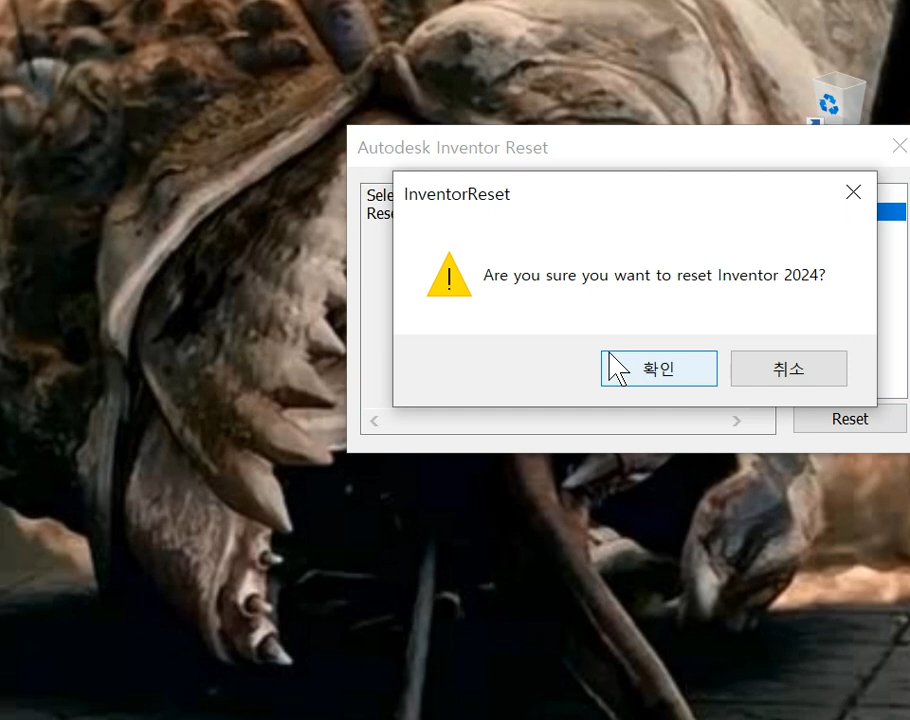 Autodesk Inventor Reset
InventorReset
Are you sure you want to reset Inventor 2024?
확인
취소
Reset